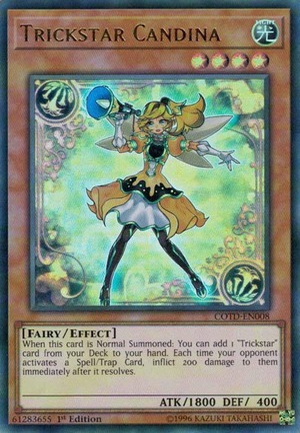 TRICKSTAR CANDINA
LIGHT
光
COTD-EN008
[FAIRY/EFFECT]
When this card is Normal Summoned: You can add 1 "Trickstar"
card from your Deck to your hand. Each time your opponent
activates a Spell/Trap Card, inflict 200 damage to them
immediately after it resolves.
ATK/1800 DEF/ 400
61283655 1st Edition ©1996 KAZUKI TAKAHASHI